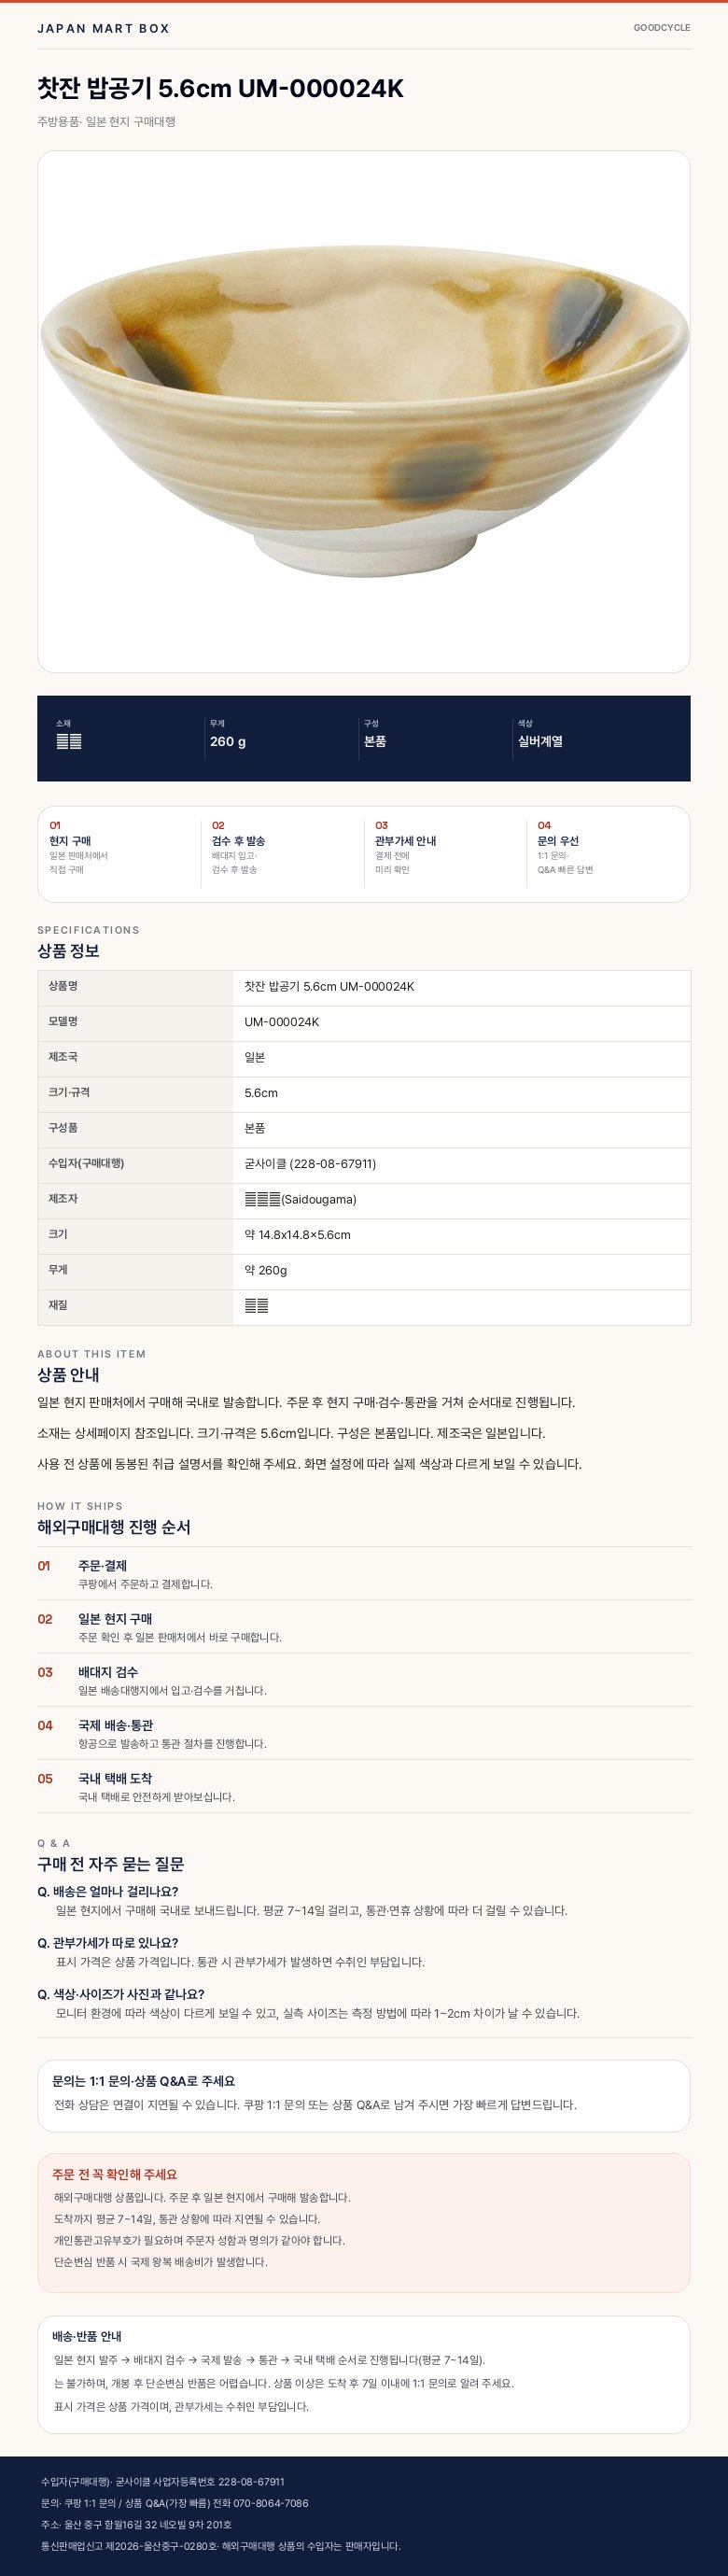 JAPAN MART BOX
GOODCYCLE
찻잔 밥공기 5.6cm UM-000024K
주방용품· 일본 현지 구매대행
소재
무게
260 g
구성
본품
색상
실버계열
01
현지 구매
일본 판매처에서
직접 구매
02
검수 후 발송
배대지 입고·
검수 후 발송
03
관부가세 안내
결제 전에
미리 확인
04
문의 우선
1:1 문의·
Q&A 빠른 답변
SPECIFICATIONS
상품 정보
상품명
찻잔 밥공기 5.6cm UM-000024K
모델명
UM-000024K
제조국
일본
크기·규격
5.6cm
구성품
본품
수입자(구매대행)
굳사이클 (228-08-67911)
제조자
(Saidougama)
크기
약 14.8x14.8×5.6cm
무게
약 260g
재질
ABOUT THIS ITEM
상품 안내
일본 현지 판매처에서 구매해 국내로 발송합니다. 주문 후 현지 구매·검수·통관을 거쳐 순서대로 진행됩니다.
소재는 상세페이지 참조입니다. 크기·규격은 5.6cm입니다. 구성은 본품입니다. 제조국은 일본입니다.
사용 전 상품에 동봉된 취급 설명서를 확인해 주세요. 화면 설정에 따라 실제 색상과 다르게 보일 수 있습니다.
HOW IT SHIPS
해외구매대행 진행 순서
01
주문·결제
쿠팡에서 주문하고 결제합니다.
02
일본 현지 구매
주문 확인 후 일본 판매처에서 바로 구매합니다.
03
배대지 검수
일본 배송대행지에서 입고·검수를 거칩니다.
04
국제 배송·통관
항공으로 발송하고 통관 절차를 진행합니다.
05
국내 택배 도착
국내 택배로 안전하게 받아보십니다.
Q & A
구매 전 자주 묻는 질문
Q. 배송은 얼마나 걸리나요?
일본 현지에서 구매해 국내로 보내드립니다. 평균 7~14일 걸리고, 통관·연휴 상황에 따라 더 걸릴 수 있습니다.
Q. 관부가세가 따로 있나요?
표시 가격은 상품 가격입니다. 통관 시 관부가세가 발생하면 수취인 부담입니다.
Q. 색상·사이즈가 사진과 같나요?
모니터 환경에 따라 색상이 다르게 보일 수 있고, 실측 사이즈는 측정 방법에 따라 1~2cm 차이가 날 수 있습니다.
문의는 1:1 문의·상품 Q&A로 주세요
전화 상담은 연결이 지연될 수 있습니다. 쿠팡 1:1 문의 또는 상품 Q&A로 남겨 주시면 가장 빠르게 답변드립니다.
주문 전 꼭 확인해 주세요
해외구매대행 상품입니다. 주문 후 일본 현지에서 구매해 발송합니다.
도착까지 평균 7~14일, 통관 상황에 따라 지연될 수 있습니다.
개인통관고유부호가 필요하며 주문자 성함과 명의가 같아야 합니다.
단순변심 반품 시 국제 왕복 배송비가 발생합니다.
배송·반품 안내
일본 현지 발주 → 배대지 검수 → 국제 발송 → 통관 → 국내 택배 순서로 진행됩니다(평균 7~14일).
는 불가하며, 개봉 후 단순변심 반품은 어렵습니다. 상품 이상은 도착 후 7일 이내에 1:1 문의로 알려 주세요.
표시 가격은 상품 가격이며, 관부가세는 수취인 부담입니다.
수입자(구매대행)· 굳사이클 사업자등록번호 228-08-67911
문의· 쿠팡 1:1 문의 / 상품 Q&A(가장 빠름) 전화 070-8064-7086
주소· 울산 중구 함월16길 32 네오빌 9차 201호
통신판매업신고 제2026-울산중구-0280호· 해외구매대행 상품의 수입자는 판매자입니다.